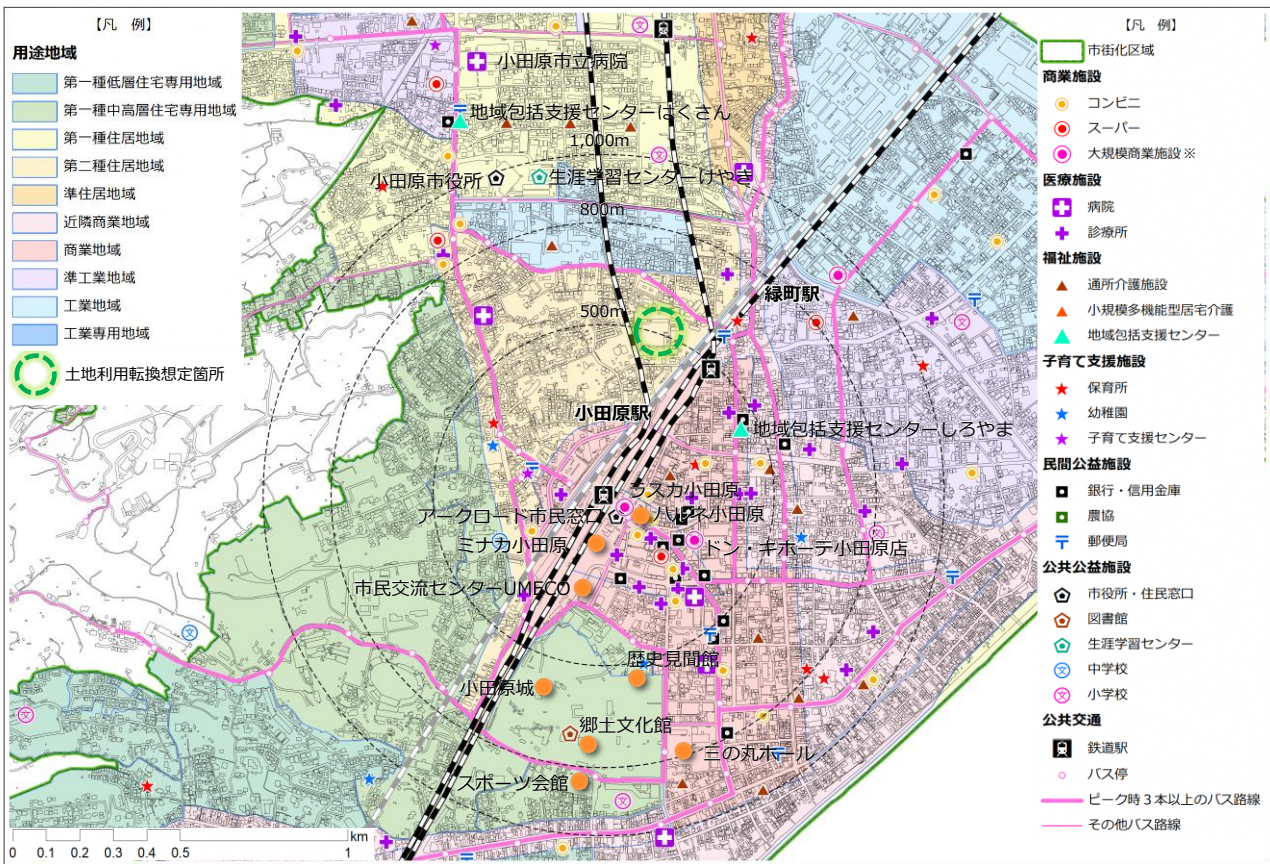 【凡　例】
用途地域
第一種低層住宅専用地域
第一種中高層住宅専用地域
第一種住居地域
第二種住居地域
準住居地域
近隣商業地域
商業地域
準工業地域
工業地域
工業専用地域
土地利用転換想定箇所
小田原市立病院
地域包括支援センターはくさん
1,000m
小田原市役所
生涯学習センターけやき
800m
緑町駅
500m
小田原駅
地域包括支援センターしろやま
ラスカ小田原
アークロード市民窓口
ハルネ小田原
ミナカ小田原
ドン・キホーテ小田原店
市民交流センターUMECO
歴史見聞館
小田原城
郷土文化館
三の丸ホール
スポーツ会館
km
0 0.1 0.2 0.3 0.4 0.5 1
【凡　例】
市街化区域
商業施設
コンビニ
スーパー
大規模商業施設※
医療施設
病院
診療所
福祉施設
通所介護施設
小規模多機能型居宅介護
地域包括支援センター
子育て支援施設
保育所
幼稚園
子育て支援センター
民間公益施設
銀行・信用金庫
農協
郵便局
公共公益施設
市役所・住民窓口
図書館
生涯学習センター
文 中学校
文 小学校
公共交通
鉄道駅
バス停
ピーク時３本以上のバス路線
その他バス路線